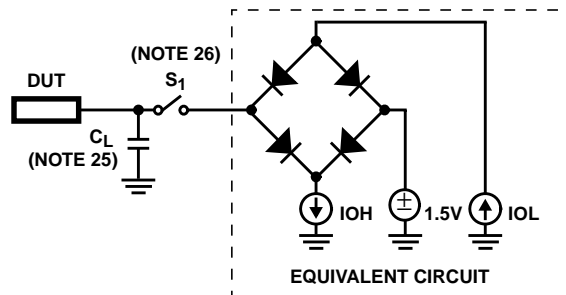 (NOTE 26)
DUT
S1
CL
(NOTE 25)
IOH
±
1.5V
IOL
EQUIVALENT CIRCUIT